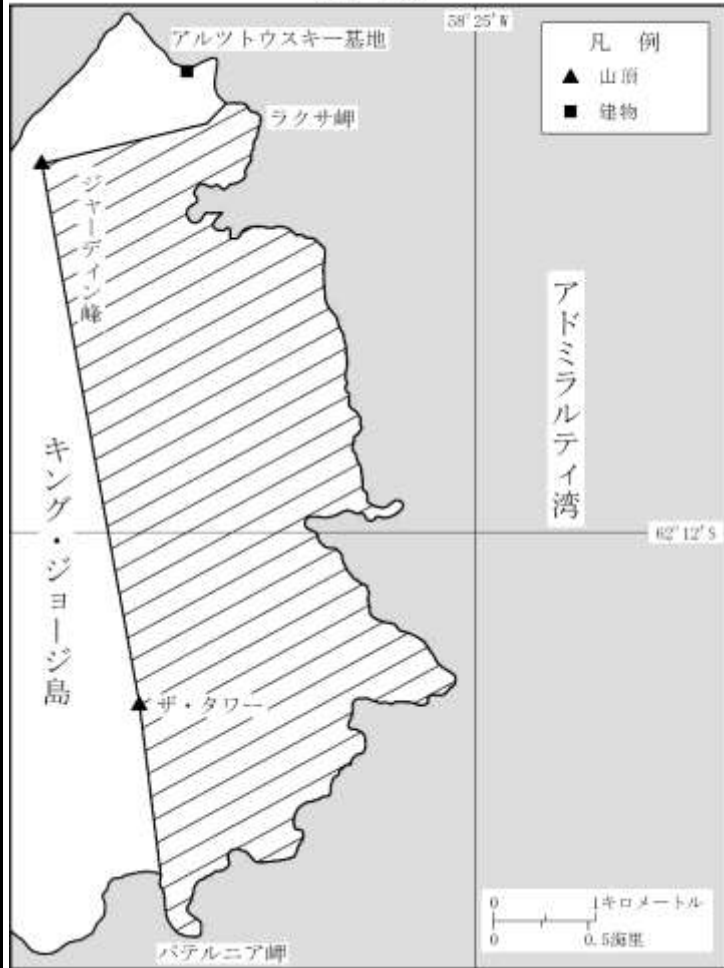 58°25′W
アルツトウスキー基地
凡 例
▲ 山頂
■ 建物
ラクサ岬
ジャーディン峰
アドミラルティ湾
キング・ジョージ島
62°12′S
ザ・タワー
0 1キロメートル
0 0.5海里
パテルニア岬